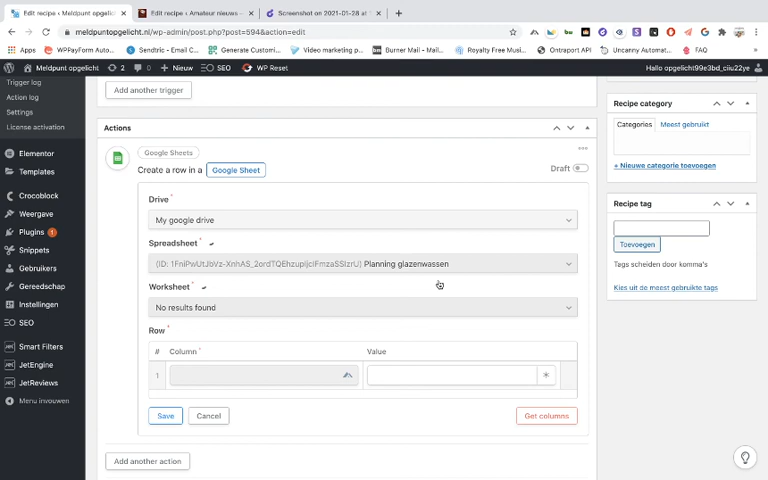 Edit recipe ‹ Meldpunt opgelic
Edit recipe ‹ Amateur nieuws –
Screenshot on 2021-01-28 at
meldpuntopgelicht.nl/wp-admin/post.php?post=594&action=edit
Apps
WPPayForm Auto...
Sendtric - Email C...
Generate Customi...
Video marketing p...
Burner Mail - Mail...
Royalty Free Musi...
Ontraport API
Uncanny Automat...
FAQ
Meldpunt opgelicht
2
0
Nieuw
SEO
WP Reset
Hallo opgelicht99e3bd_ciiu22ye
Trigger log
Action log
Settings
License activation
Elementor
Templates
Crocoblock
Weergave
Plugins 1
Snippets
Gebruikers
Gereedschap
Instellingen
SEO
Smart Filters
JetEngine
JetReviews
Menu invouwen
Add another trigger
Actions
Google Sheets
Create a row in a Google Sheet
Draft
Drive *
My google drive
Spreadsheet *
Planning glazenwassen
Worksheet *
No results found
Row *
# Column * Value
1
Save Cancel Get columns
Add another action
Recipe category
Categories Meest gebruikt
+ Nieuwe categorie toevoegen
Recipe tag
Toevoegen
Tags scheiden door komma's
Kies uit de meest gebruikte tags